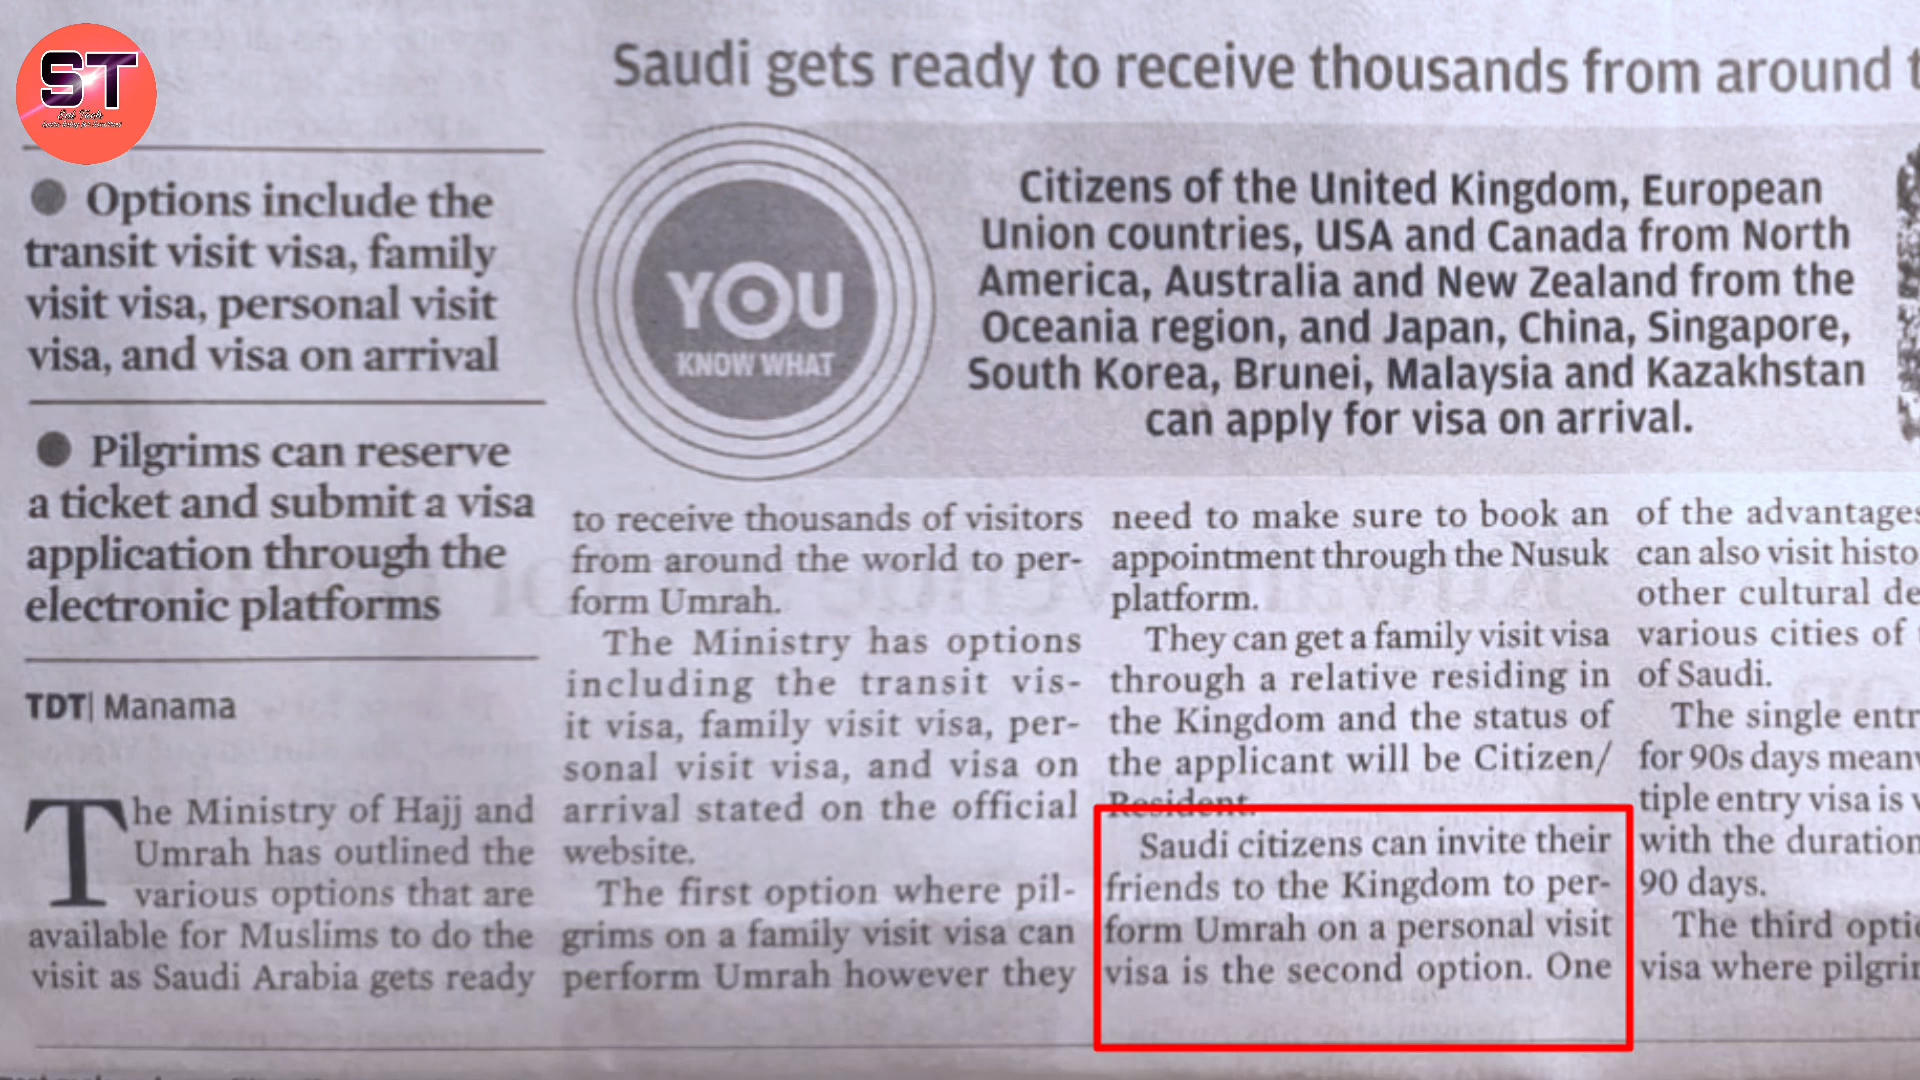 ST
Saudi gets ready to receive thousands from around
● Options include the
transit visit visa, family
visit visa, personal visit
visa, and visa on arrival
● Pilgrims can reserve
a ticket and submit a visa
application through the
electronic platforms
YOU
KNOW WHAT
Citizens of the United Kingdom, European
Union countries, USA and Canada from North
America, Australia and New Zealand from the
Oceania region, and Japan, China, Singapore,
South Korea, Brunei, Malaysia and Kazakhstan
can apply for visa on arrival.
TDT| Manama
The Ministry of Hajj and
Umrah has outlined the
various options that are
available for Muslims to do the
visit as Saudi Arabia gets ready
to receive thousands of visitors
from around the world to per-
form Umrah.
The Ministry has options
including the transit vis-
it visa, family visit visa, per-
sonal visit visa, and visa on
arrival stated on the official
website.
The first option where pil-
grims on a family visit visa can
perform Umrah however they
need to make sure to book an
appointment through the Nusuk
platform.
They can get a family visit visa
through a relative residing in
the Kingdom and the status of
the applicant will be Citizen/
Resident.
Saudi citizens can invite their
friends to the Kingdom to per-
form Umrah on a personal visit
visa is the second option. One
of the advantages
can also visit
other cultural
various cities of
of Saudi.
The single
for 90s days
tiple entry visa is
with the duration
90 days.
The third
visa where